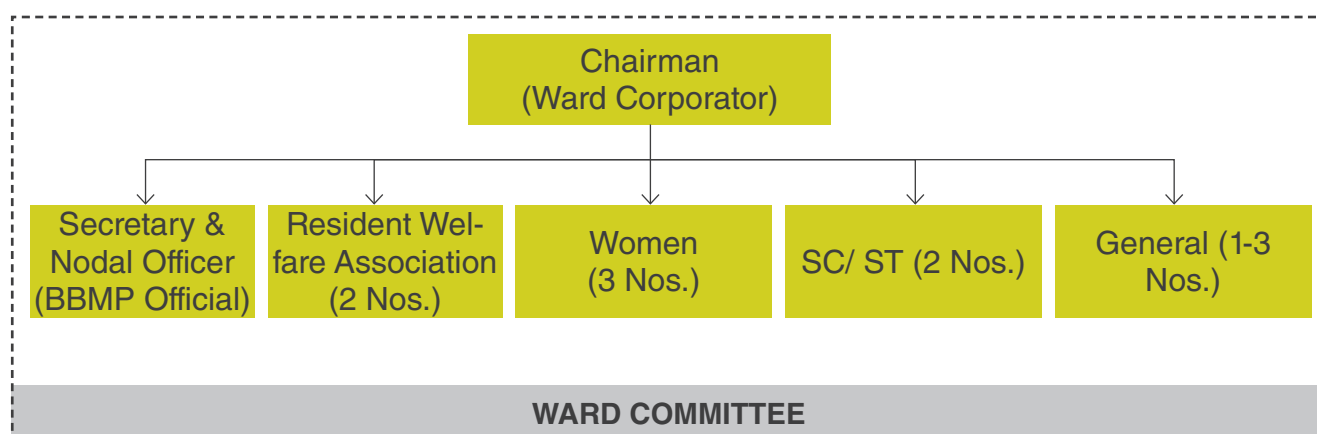 Chairman
(Ward Corporator)
Secretary &
Nodal Officer
(BBMP Official)
Resident Wel-
fare Association
(2 Nos.)
Women
(3 Nos.)
SC/ ST (2 Nos.)
General (1-3
Nos.)
WARD COMMITTEE